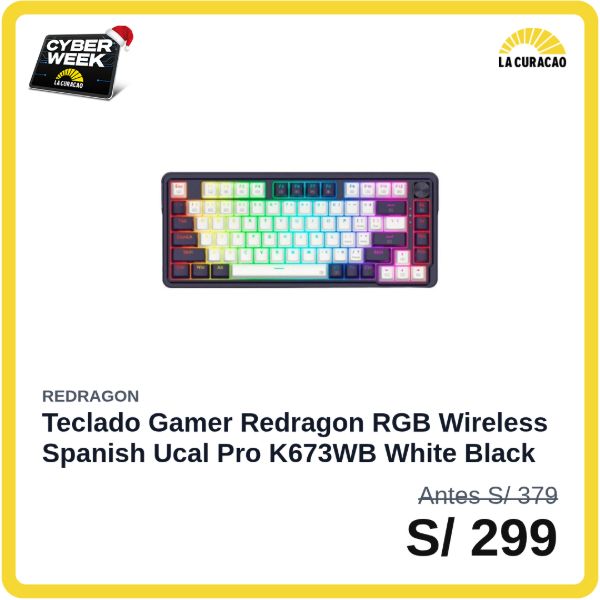 CYBER
WEEK
LA CURACAO
LA CURACAO
REDRAGON
Teclado Gamer Redragon RGB Wireless
Spanish Ucal Pro K673WB White Black
Antes S/ 379
S/ 299